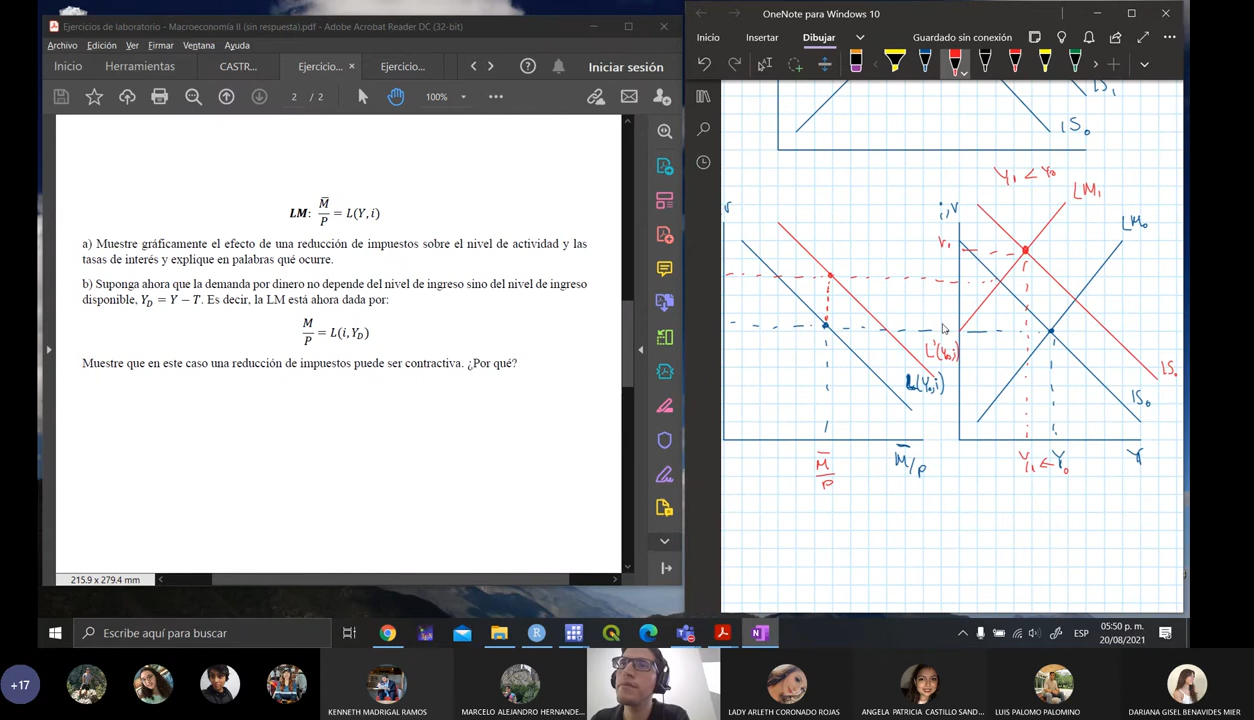 Ejercicios de laboratorio - Macroeconomía II (sin respuesta).pdf - Adobe Acrobat Reader DC (32-bit)
Archivo Edición Ver Firmar Ventana Ayuda
Inicio Herramientas CASTR... Ejercicio... × Ejercicio... Iniciar sesión
2 / 2 100%
LM: M̅/P = L(Y, i)
a) Muestre gráficamente el efecto de una reducción de impuestos sobre el nivel de actividad y las
tasas de interés y explique en palabras qué ocurre.
b) Suponga ahora que la demanda por dinero no depende del nivel de ingreso sino del nivel de ingreso
disponible, Y_D = Y − T. Es decir, la LM está ahora dada por:
M/P = L(i, Y_D)
Muestre que en este caso una reducción de impuestos puede ser contractiva. ¿Por qué?
215.9 x 279.4 mm
OneNote para Windows 10
Inicio Insertar Dibujar Guardado sin conexión
IS₁
IS₀
Y₁ < Y₀
LM₁
i, r
LM₀
r
r₁
L'(Y₀,i)
L(Y₀,i)
IS₁
IS₀
M̅/P
M̅/P
Y₁ ← Y₀
Y
Escribe aquí para buscar
ESP
05:50 p. m.
20/08/2021
+17
KENNETH MADRIGAL RAMOS
MARCELO ALEJANDRO HERNANDE...
LADY ARLETH CORONADO ROJAS
ANGELA PATRICIA CASTILLO SAND...
LUIS PALOMO PALOMINO
DARIANA GISEL BENAVIDES MIER